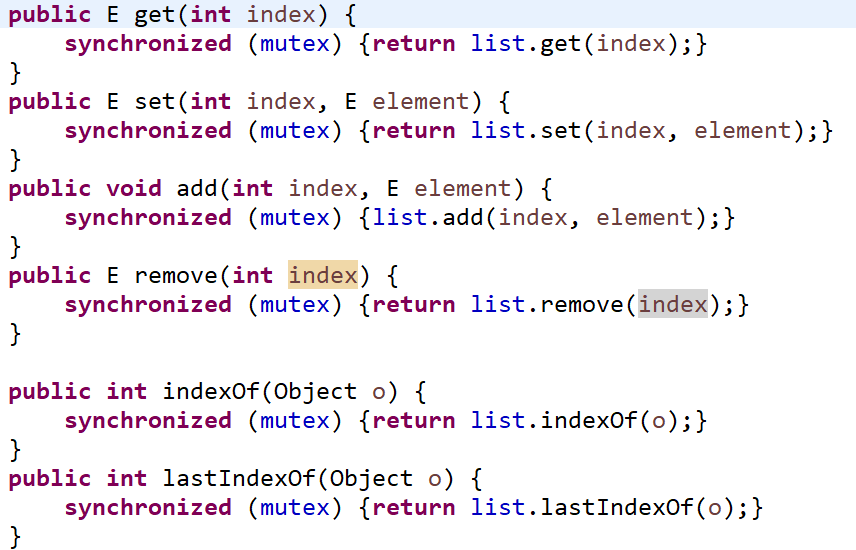 public E get(int index) {
    synchronized (mutex) {return list.get(index);}
}
public E set(int index, E element) {
    synchronized (mutex) {return list.set(index, element);}
}
public void add(int index, E element) {
    synchronized (mutex) {list.add(index, element);}
}
public E remove(int index) {
    synchronized (mutex) {return list.remove(index);}
}

public int indexOf(Object o) {
    synchronized (mutex) {return list.indexOf(o);}
}
public int lastIndexOf(Object o) {
    synchronized (mutex) {return list.lastIndexOf(o);}
}